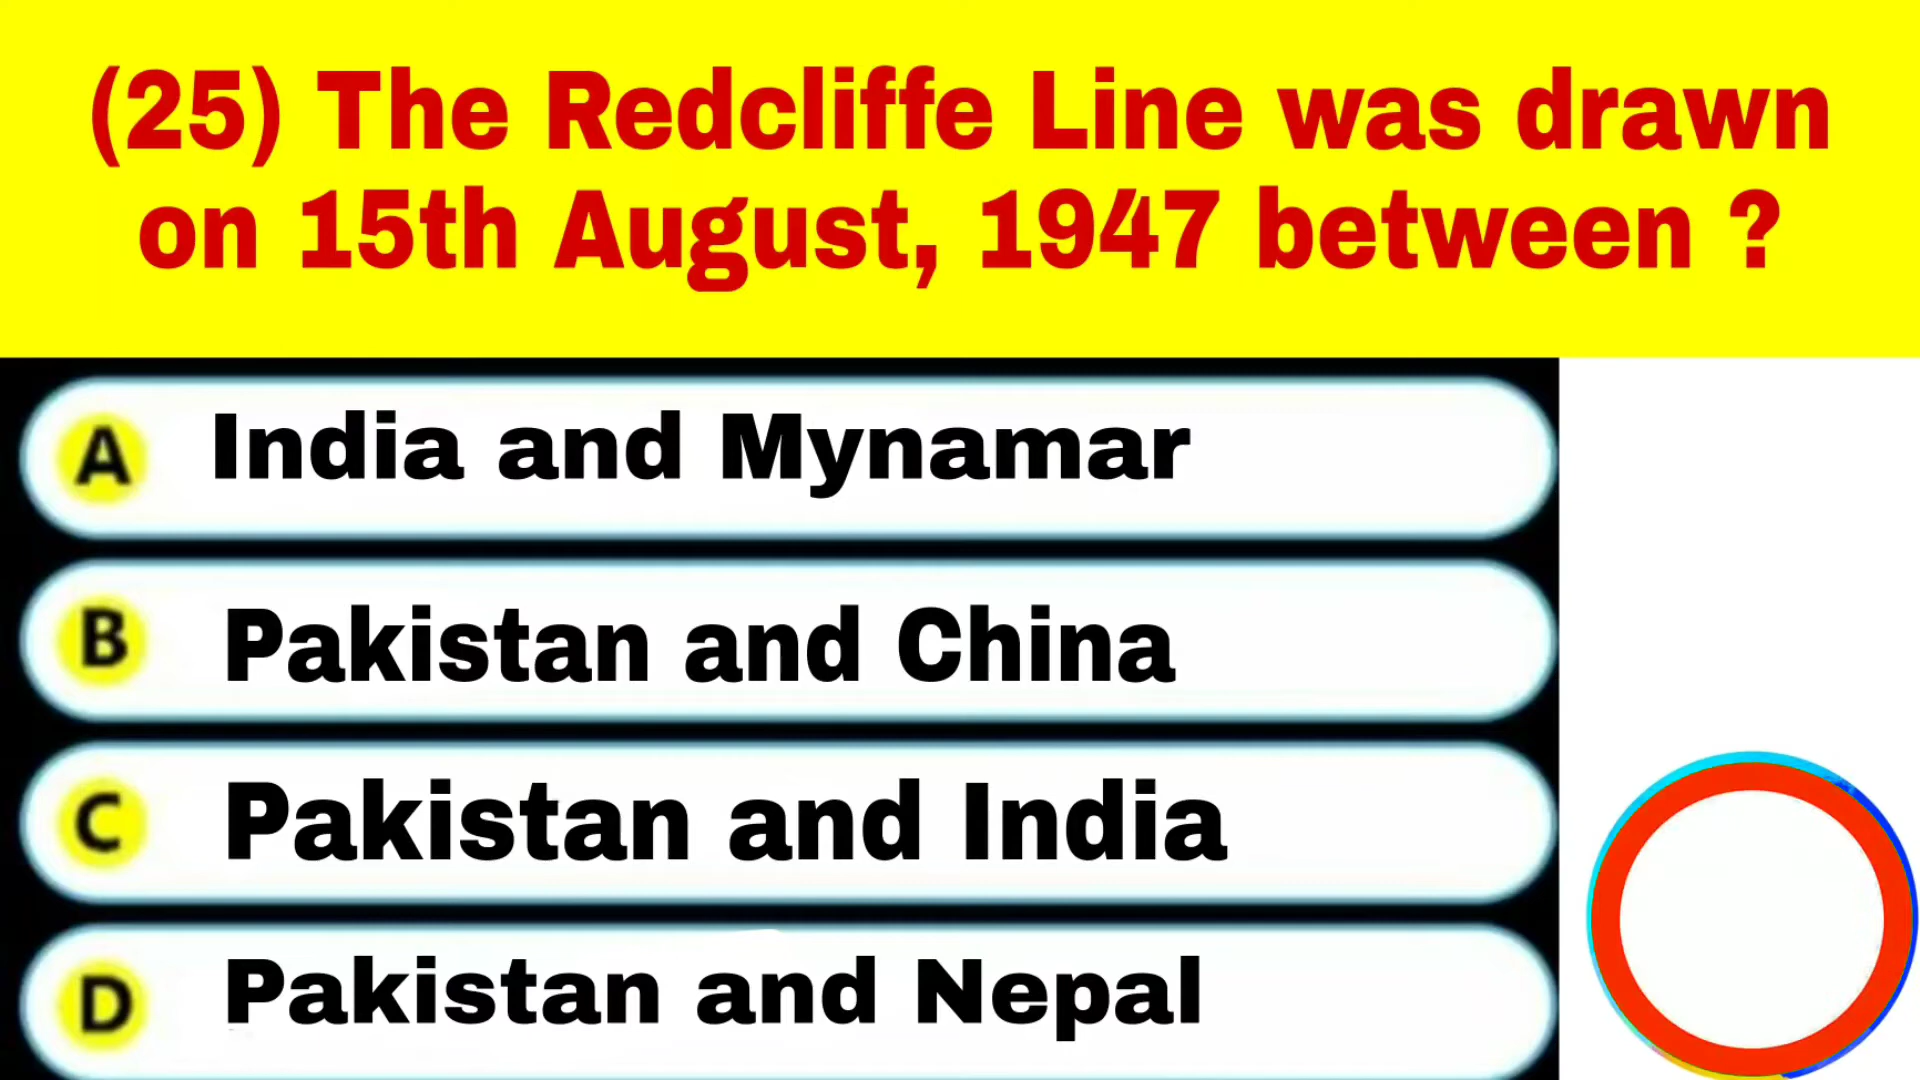 (25) The Redcliffe Line was drawn
on 15th August, 1947 between ?
A India and Mynamar
B Pakistan and China
C Pakistan and India
D Pakistan and Nepal